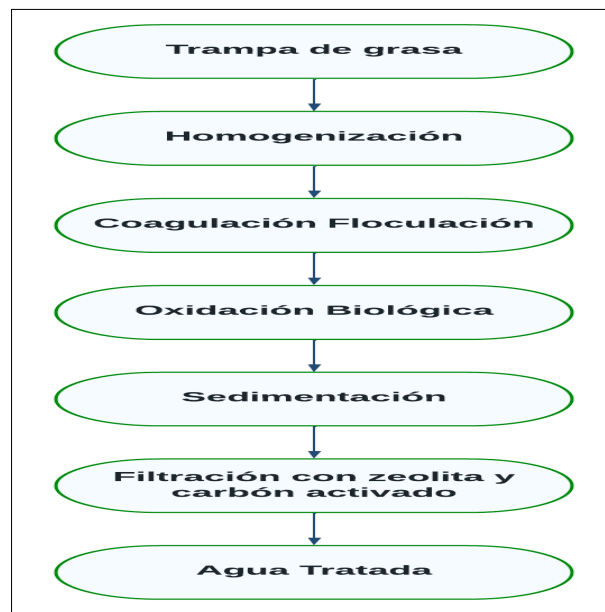 Trampa de grasa
Homogenización
Coagulación Floculación
Oxidación Biológica
Sedimentación
Filtración con zeolita y
carbón activado
Agua Tratada